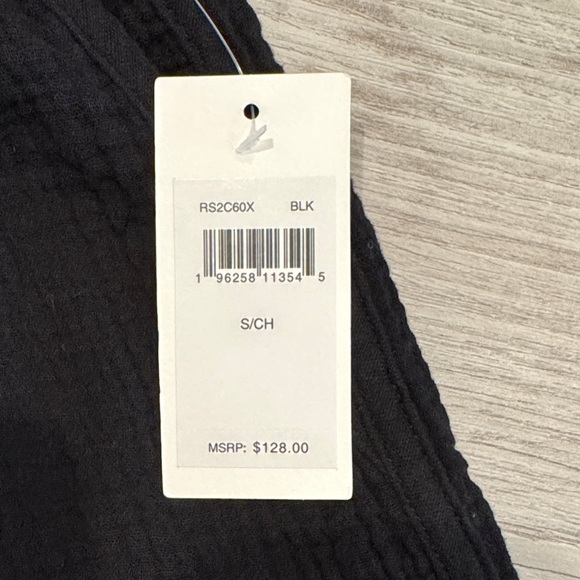 RS2C60X BLK
1 96258 11354 5
S/CH
MSRP: $128.00